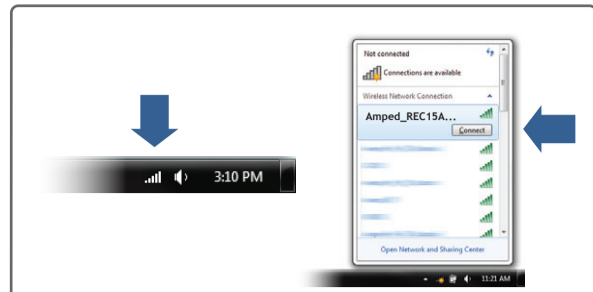 3:10 PM
Not connected
Connections are available
Wireless Network Connection
Amped_REC15A...
Connect
Open Network and Sharing Center
11:21 AM